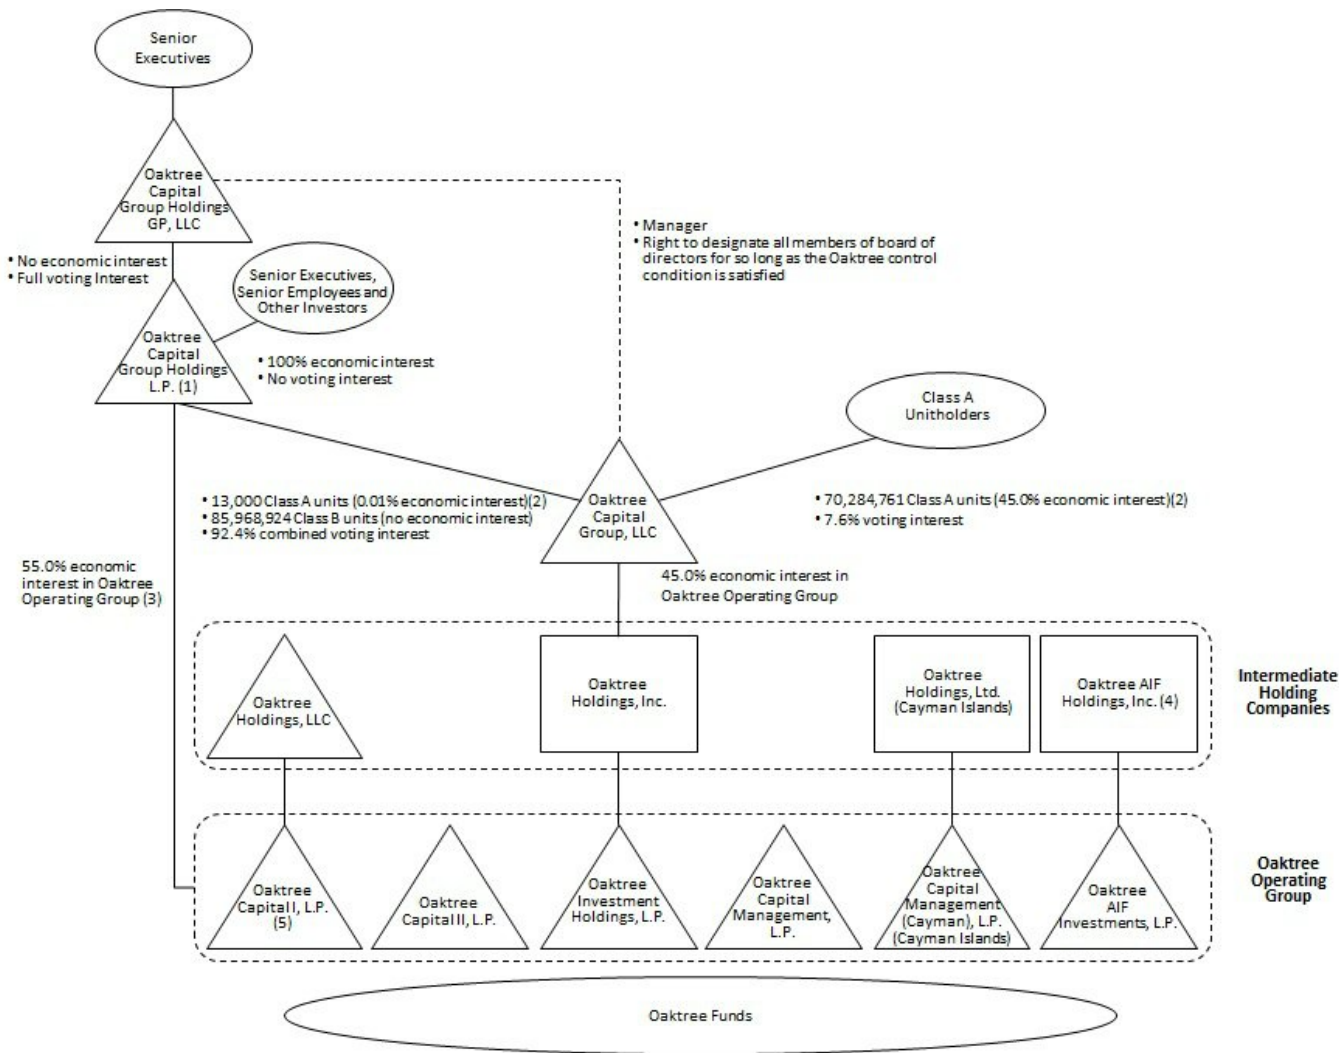 Senior
Executives
Oaktree
Capital
Group Holdings
GP, LLC
• No economic interest
• Full voting Interest
• Manager
• Right to designate all members of board of
directors for so long as the Oaktree control
condition is satisfied
Senior Executives,
Senior Employees and
Other Investors
Oaktree
Capital
Group Holdings
L.P. (1)
• 100% economic interest
• No voting interest
Class A
Unitholders
• 13,000 Class A units (0.01% economic interest)(2)
• 85,968,924 Class B units (no economic interest)
• 92.4% combined voting interest
Oaktree
Capital
Group, LLC
• 70,284,761 Class A units (45.0% economic interest)(2)
• 7.6% voting interest
55.0% economic
interest in Oaktree
Operating Group (3)
45.0% economic interest in
Oaktree Operating Group
Oaktree
Holdings, LLC
Oaktree
Holdings, Inc.
Oaktree
Holdings, Ltd.
(Cayman Islands)
Oaktree AIF
Holdings, Inc. (4)
Intermediate
Holding
Companies
Oaktree
Capital I, L.P.
(5)
Oaktree
Capital II, L.P.
Oaktree
Investment
Holdings, L.P.
Oaktree
Capital
Management,
L.P.
Oaktree
Capital
Management
(Cayman), L.P.
(Cayman Islands)
Oaktree
AIF
Investments, L.P.
Oaktree
Operating
Group
Oaktree Funds